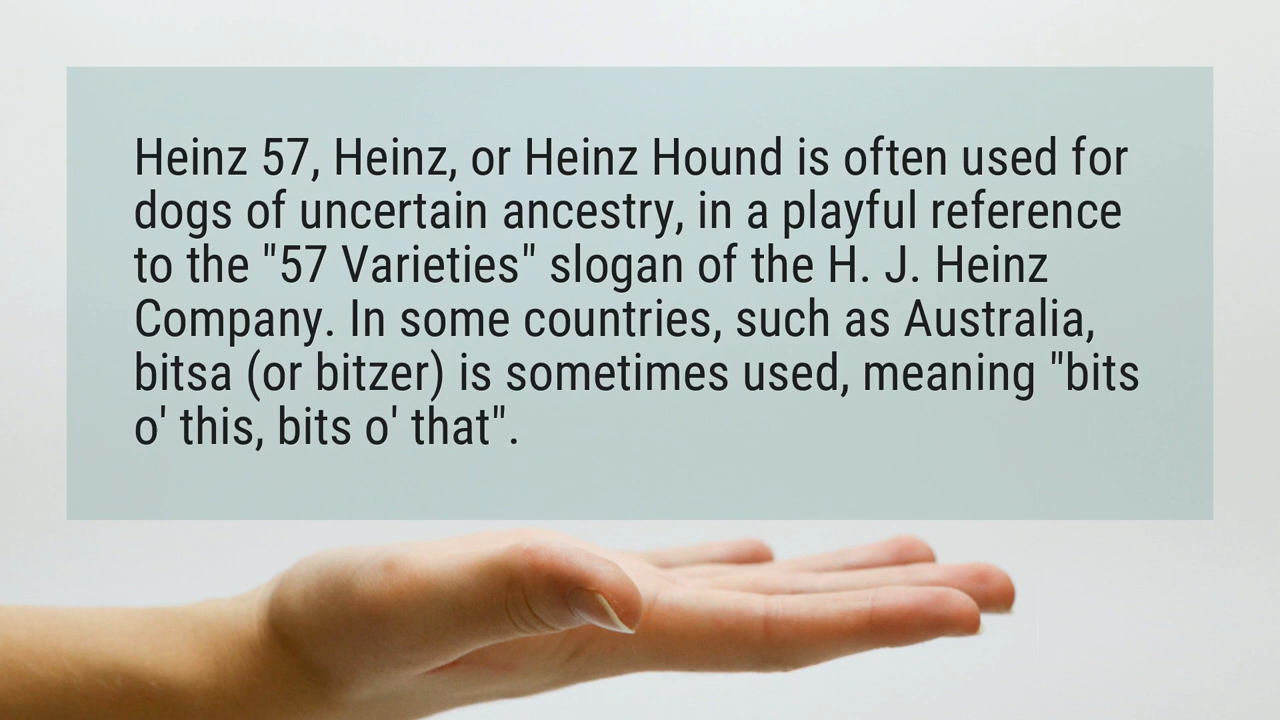 Heinz 57, Heinz, or Heinz Hound is often used for
dogs of uncertain ancestry, in a playful reference
to the "57 Varieties" slogan of the H. J. Heinz
Company. In some countries, such as Australia,
bitsa (or bitzer) is sometimes used, meaning "bits
o' this, bits o' that".